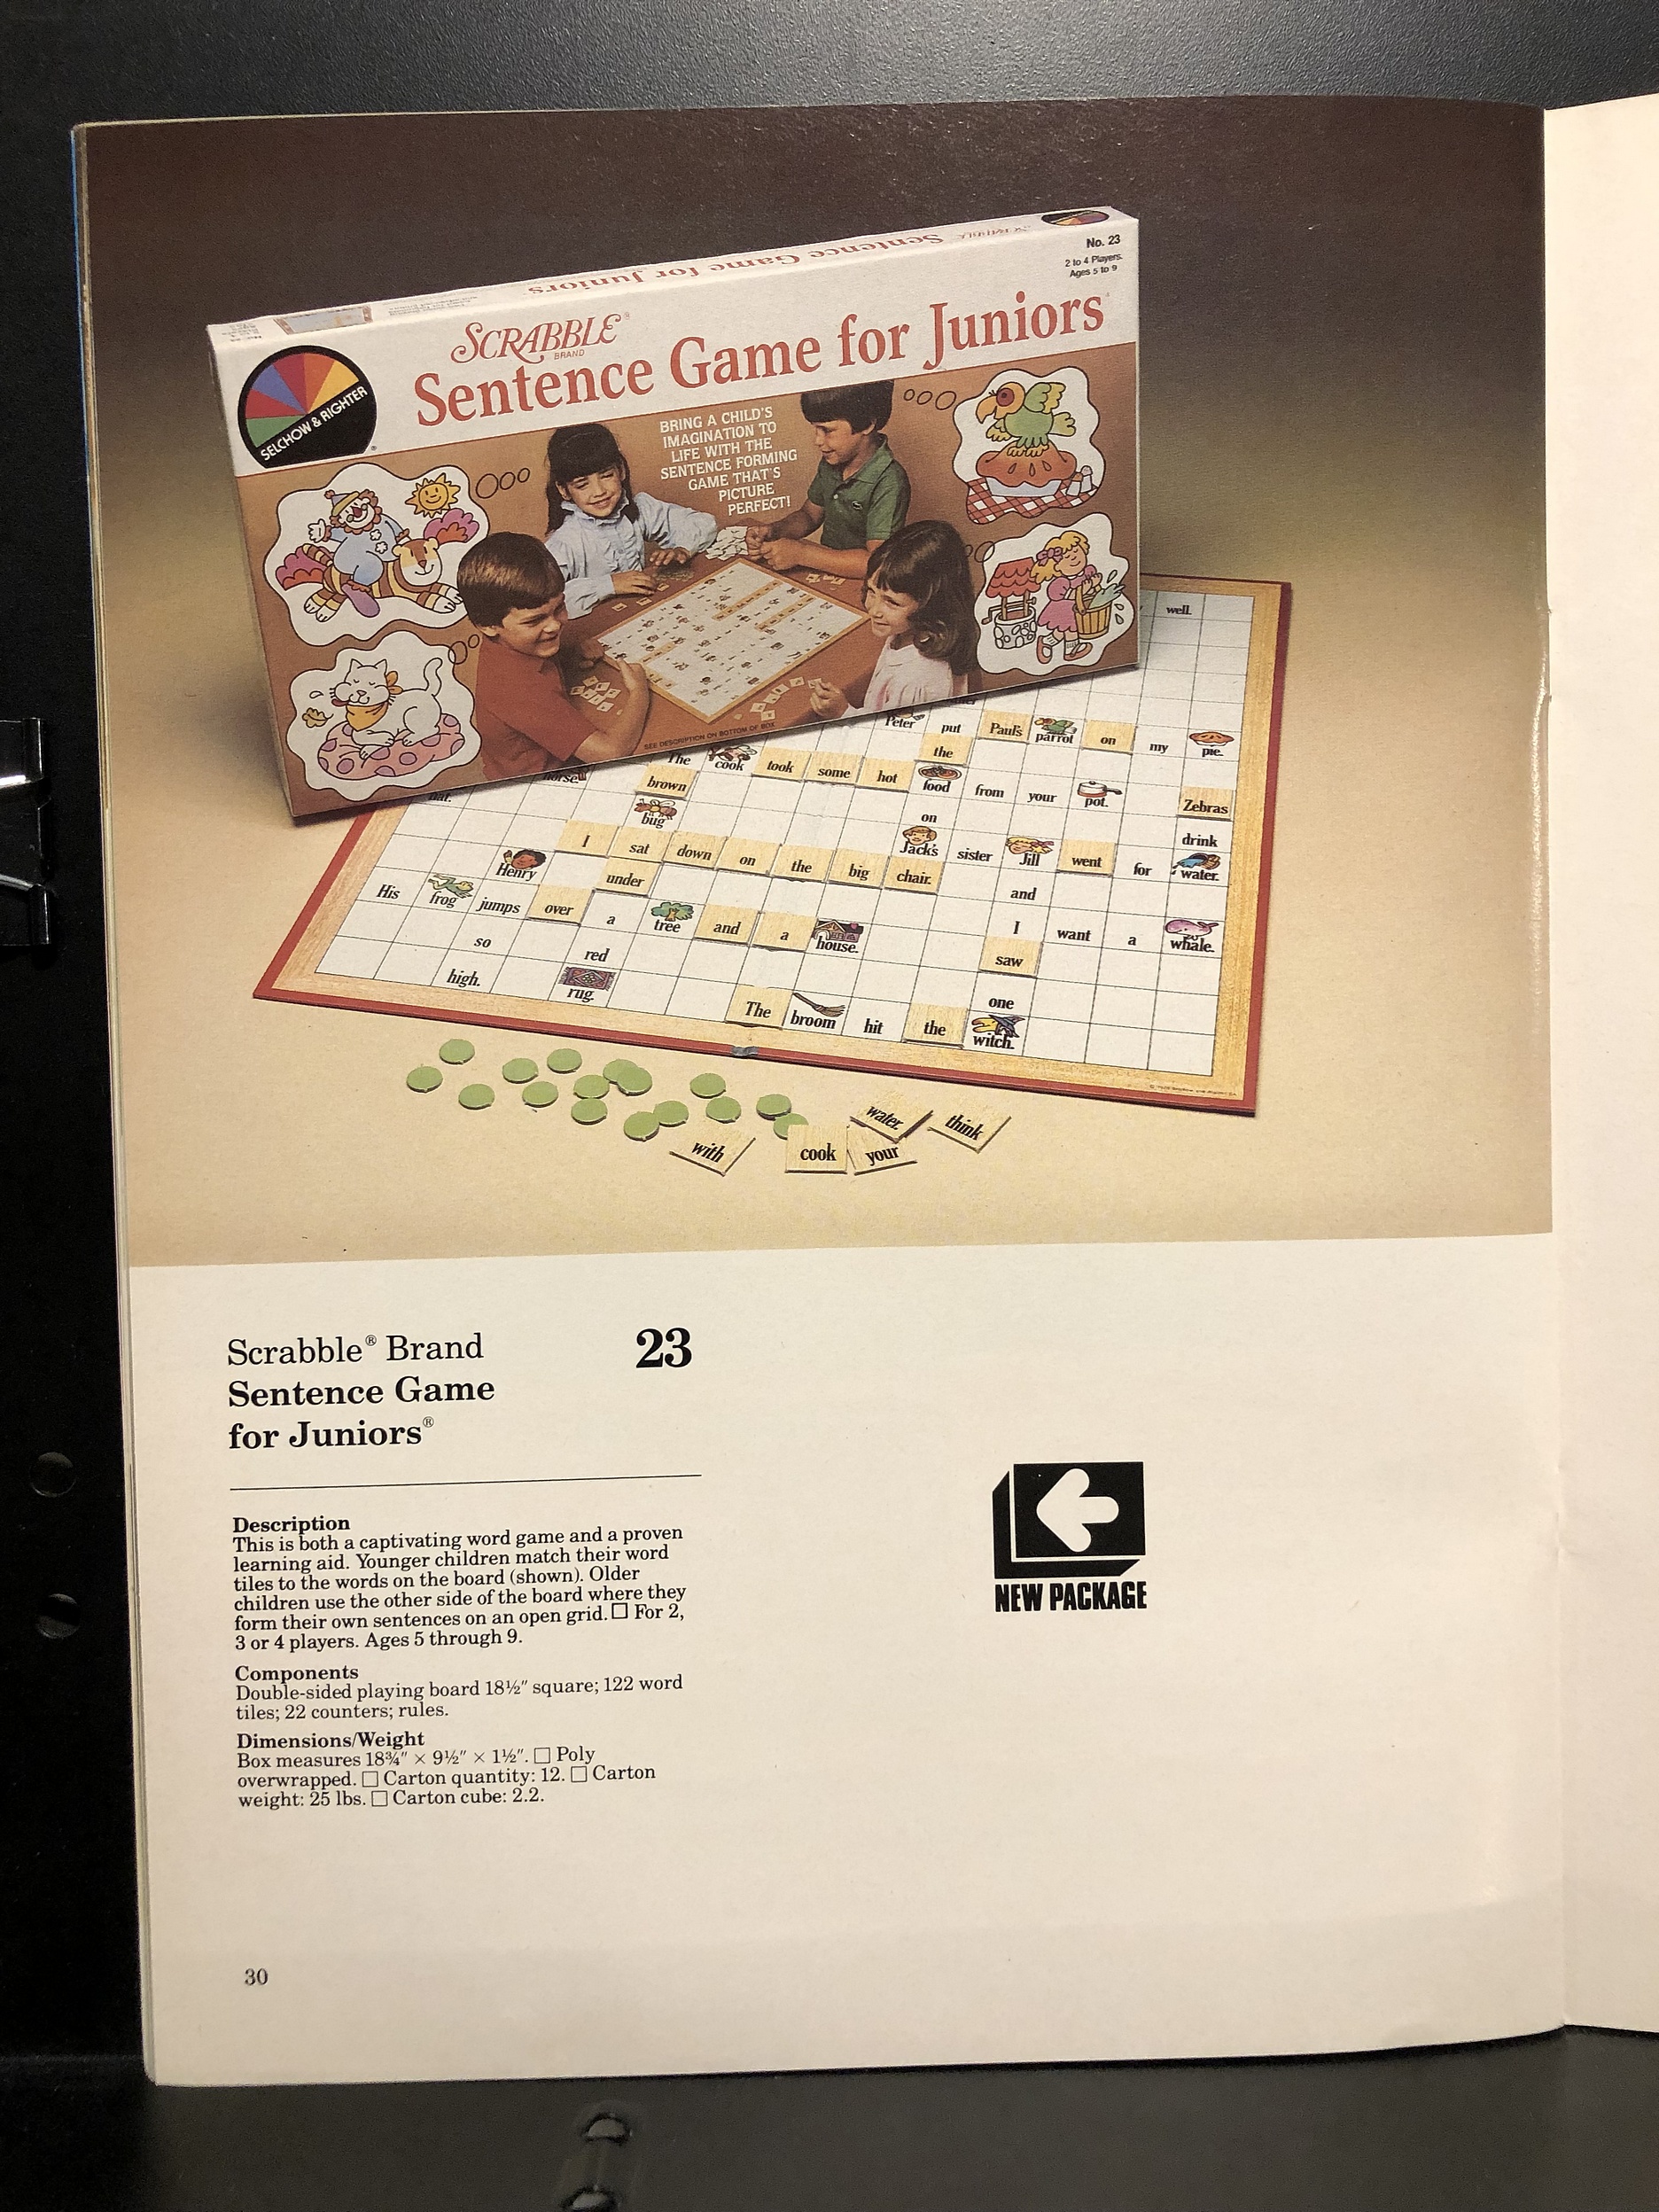 No. 23
2 to 4 Players.
Ages 5 to 9
Sentence Game for Juniors
SCRABBLE®
BRAND
Sentence Game for Juniors
SELCHOW & RIGHTER
BRING A CHILD'S
IMAGINATION TO
LIFE WITH THE
SENTENCE FORMING
GAME THAT'S
PICTURE
PERFECT!
SEE DESCRIPTION ON BOTTOM OF BOX
well.
Peter put Paul's parrot on my pie.
The cook took some hot food from your pot.
the
horse.
hat.
brown
bug
Zebras
drink
water.
on
I sat down on the big chair.
Jack's sister Jill went for water.
Henry
under
and
His frog jumps over a tree and a house.
I want a whale.
so
red
saw
high.
rug.
one
The broom hit the witch.
with
cook
your
water.
think
Scrabble® Brand
23
Sentence Game
for Juniors®
Description
This is both a captivating word game and a proven
learning aid. Younger children match their word
tiles to the words on the board (shown). Older
children use the other side of the board where they
form their own sentences on an open grid. ☐ For 2,
3 or 4 players. Ages 5 through 9.
Components
Double-sided playing board 18½″ square; 122 word
tiles; 22 counters; rules.
Dimensions/Weight
Box measures 18¾″ × 9½″ × 1½″. ☐ Poly
overwrapped. ☐ Carton quantity: 12. ☐ Carton
weight: 25 lbs. ☐ Carton cube: 2.2.
NEW PACKAGE
30